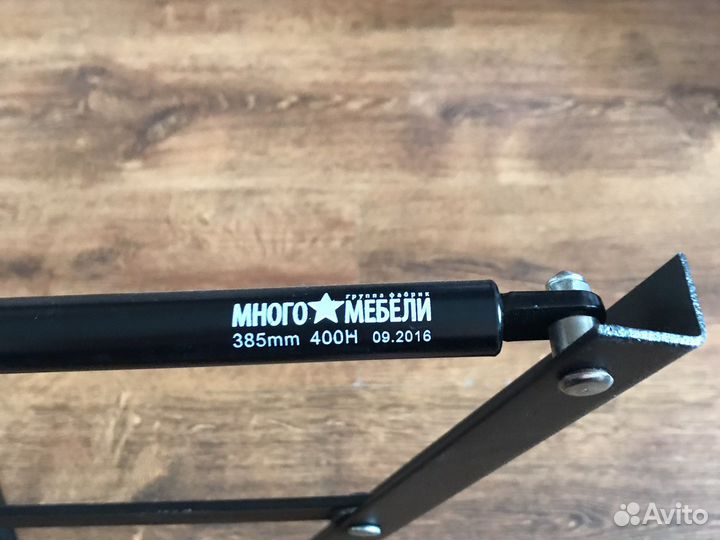 группа фабрик
МНОГО★МЕБЕЛИ
385mm 400H 09.2016
Avito